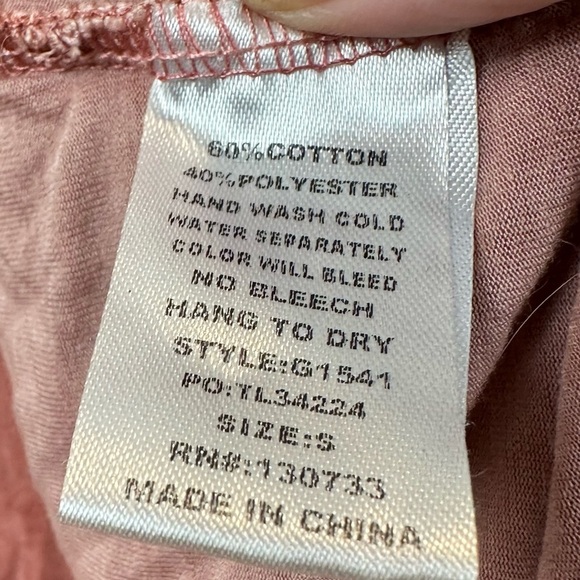 60%COTTON
40%POLYESTER
HAND WASH COLD
WATER SEPARATELY
COLOR WILL BLEED
NO BLEECH
HANG TO DRY
STYLE:G1541
PO:TL34224
SIZE:S
RN#:130733
MADE IN CHINA